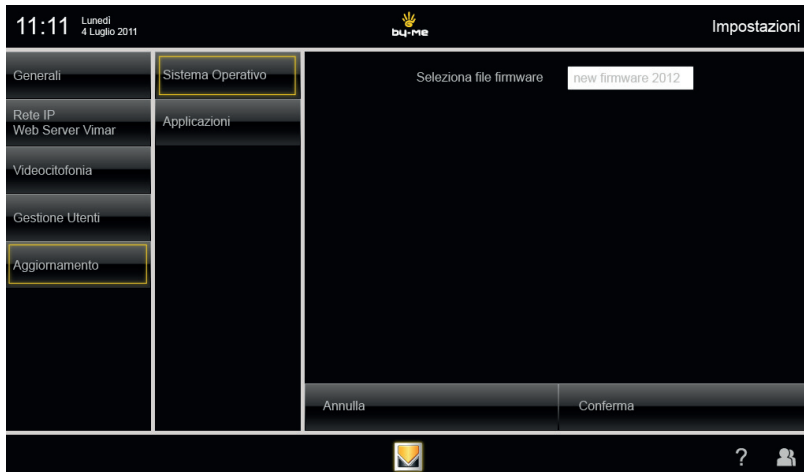 11:11 Lunedì
4 Luglio 2011
by-me
Impostazioni
Generali
Rete IP
Web Server Vimar
Videocitofonia
Gestione Utenti
Aggiornamento
Sistema Operativo
Applicazioni
Seleziona file firmware
new firmware 2012
Annulla
Conferma
?